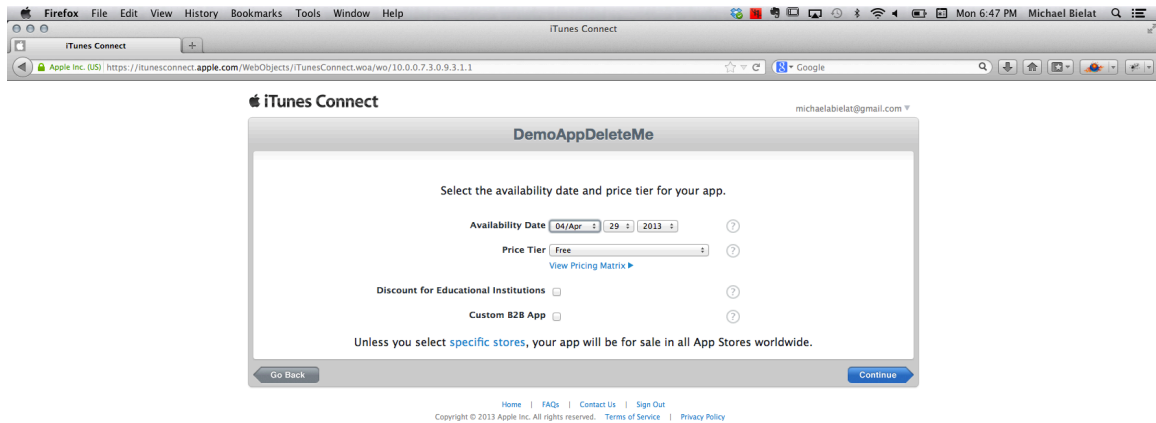 Firefox File Edit View History Bookmarks Tools Window Help Mon 6:47 PM Michael Bielat
iTunes Connect
iTunes Connect
Apple Inc. (US) https://itunesconnect.apple.com/WebObjects/iTunesConnect.woa/wo/10.0.0.7.3.0.9.3.1.1 Google
iTunes Connect
michaelabielat@gmail.com
DemoAppDeleteMe
Select the availability date and price tier for your app.
Availability Date 04/Apr 29 2013 ?
Price Tier Free ?
View Pricing Matrix
Discount for Educational Institutions ?
Custom B2B App ?
Unless you select specific stores, your app will be for sale in all App Stores worldwide.
Go Back Continue
Home | FAQs | Contact Us | Sign Out
Copyright © 2013 Apple Inc. All rights reserved. Terms of Service | Privacy Policy